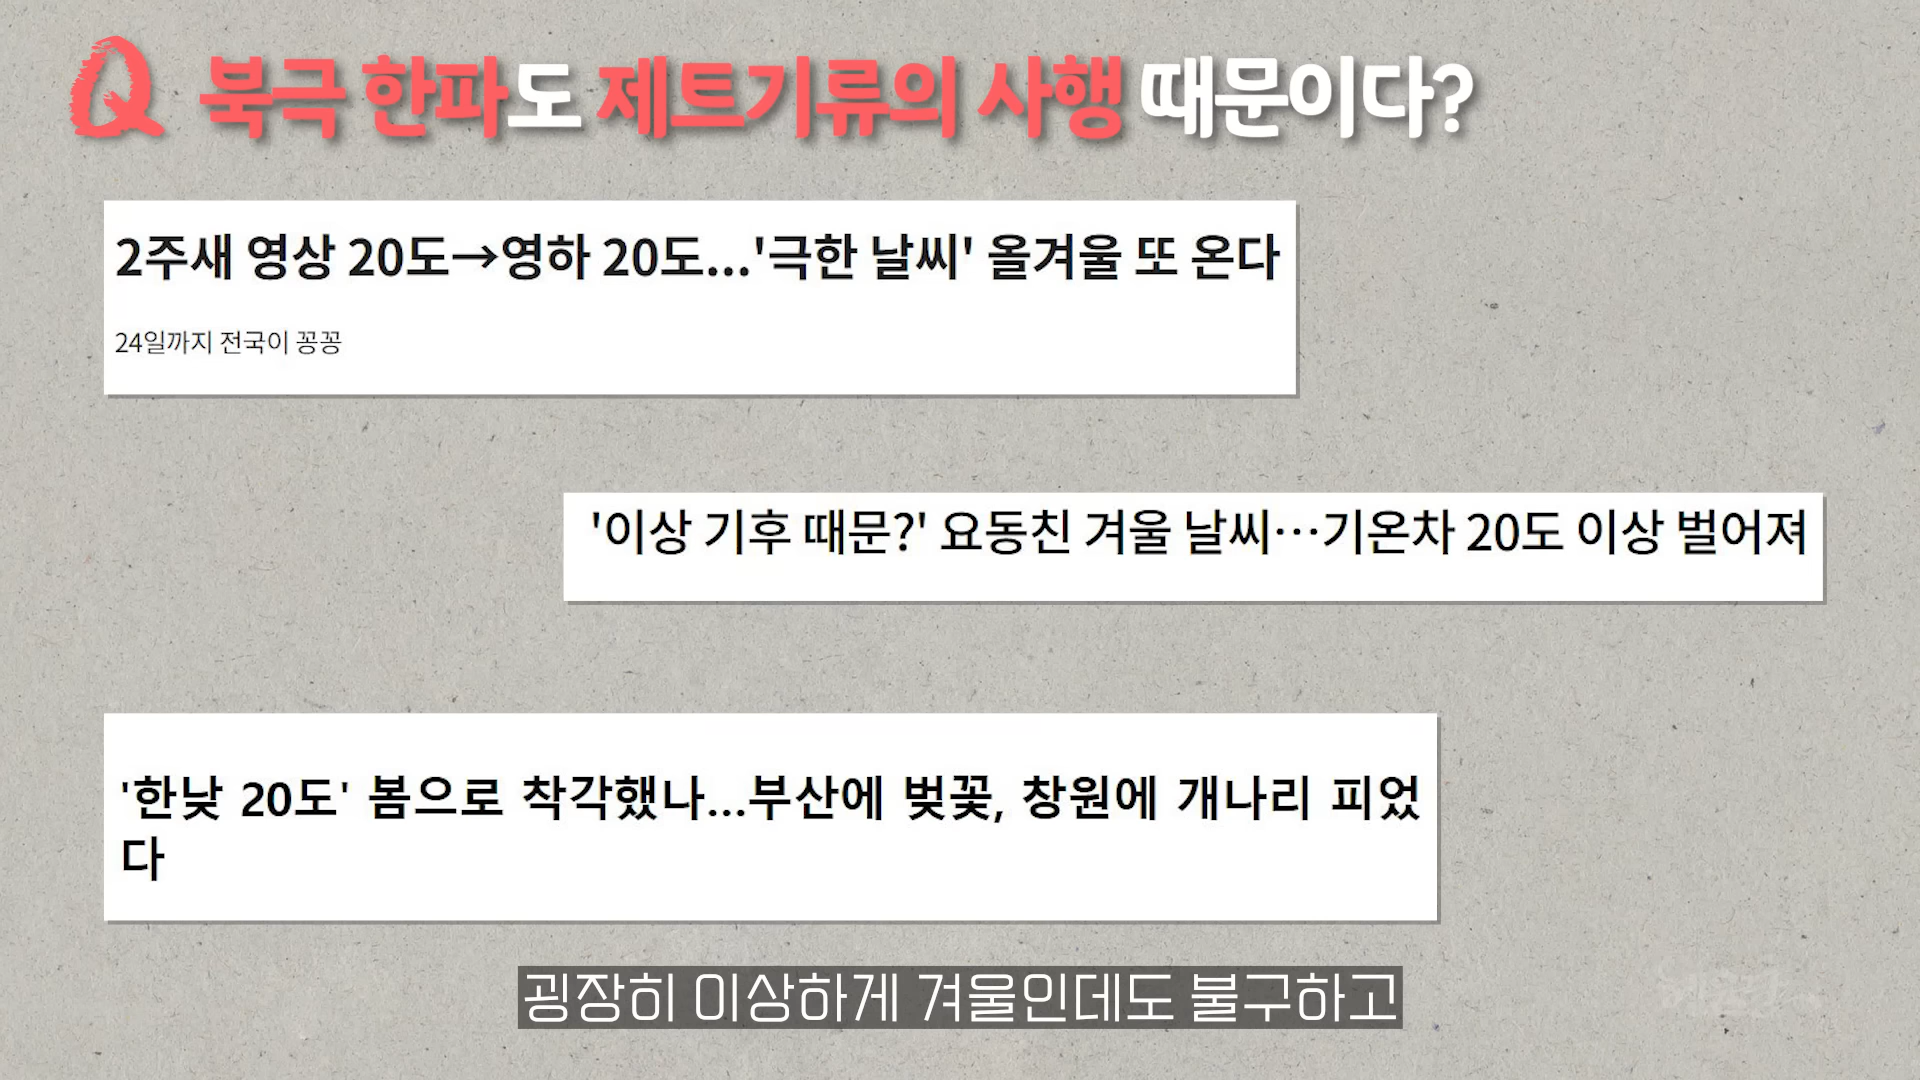 Q 북극 한파도 제트기류의 사행 때문이다?
2주새 영상 20도→영하 20도...'극한 날씨' 올겨울 또 온다
24일까지 전국이 꽁꽁
'이상 기후 때문?' 요동친 겨울 날씨…기온차 20도 이상 벌어져
'한낮 20도' 봄으로 착각했나...부산에 벚꽃, 창원에 개나리 피었
다
굉장히 이상하게 겨울인데도 불구하고